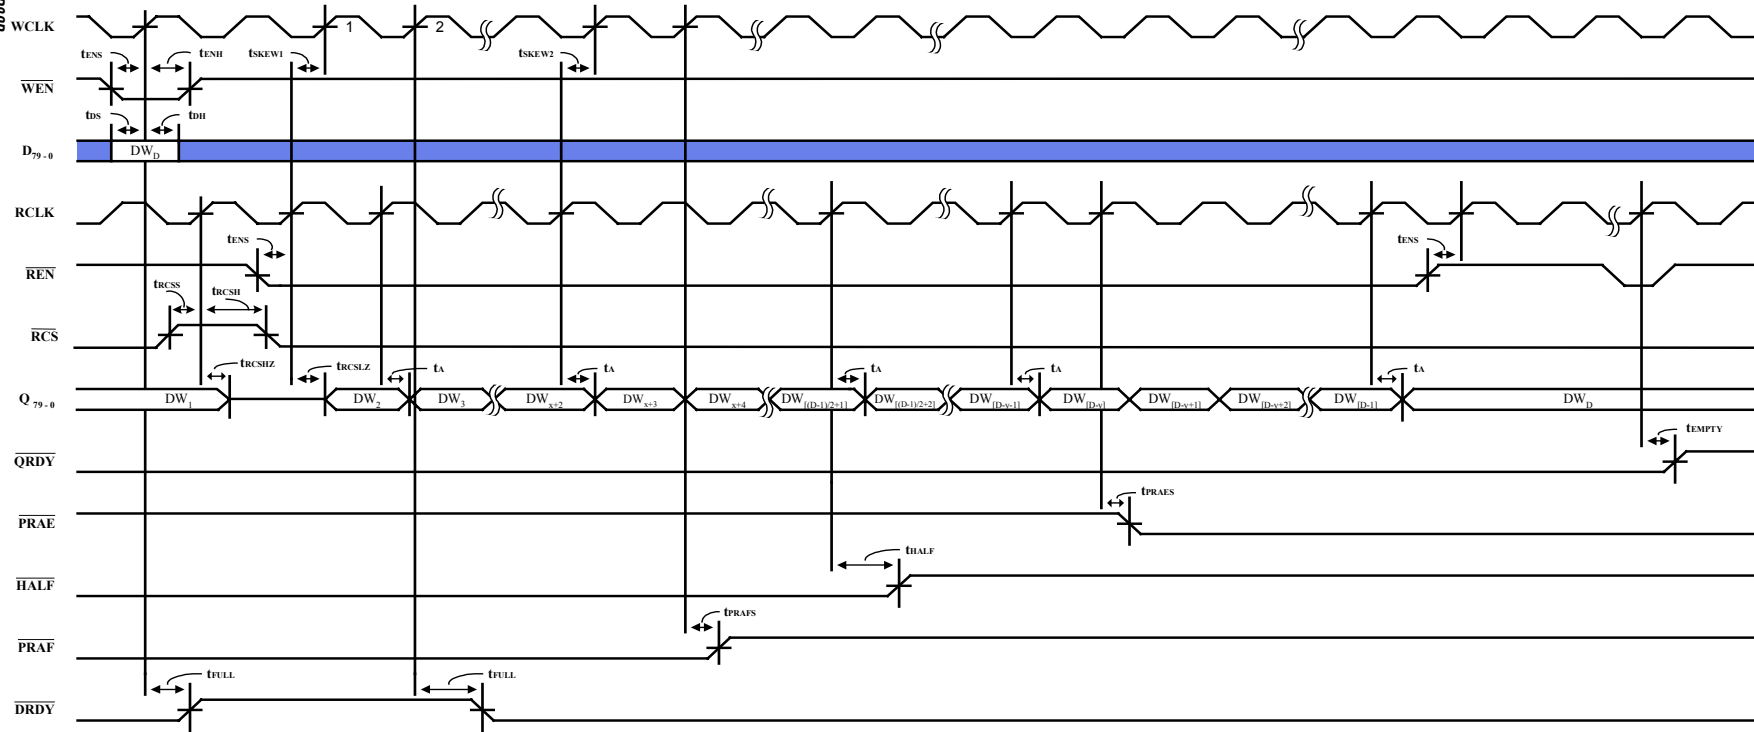 WCLK 1 2
tENS tENH tSKEW1 tSKEW2
WEN
tDS tDH
D79-0 DWD
RCLK
tENS tENS
REN
tRCSS tRCSH
RCS
tRCSHZ tRCSLZ tA tA tA tA tA
Q79-0 DW1 DW2 DW3 DWx+2 DWx+3 DWx+4 DW[(D-1)/2+1] DW[(D-1)/2+2] DW[D-y-1] DW[D-y] DW[D-y+1] DW[D-y+2] DW[D-1] DWD
tEMPTY
QRDY
tPRAES
PRAE
tHALF
HALF
tPRAFS
PRAF
tFULL tFULL
DRDY